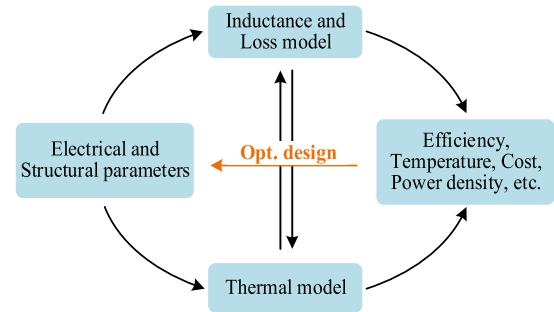 Inductance and
Loss model
Electrical and
Structural parameters
Opt. design
Efficiency,
Temperature, Cost,
Power density, etc.
Thermal model